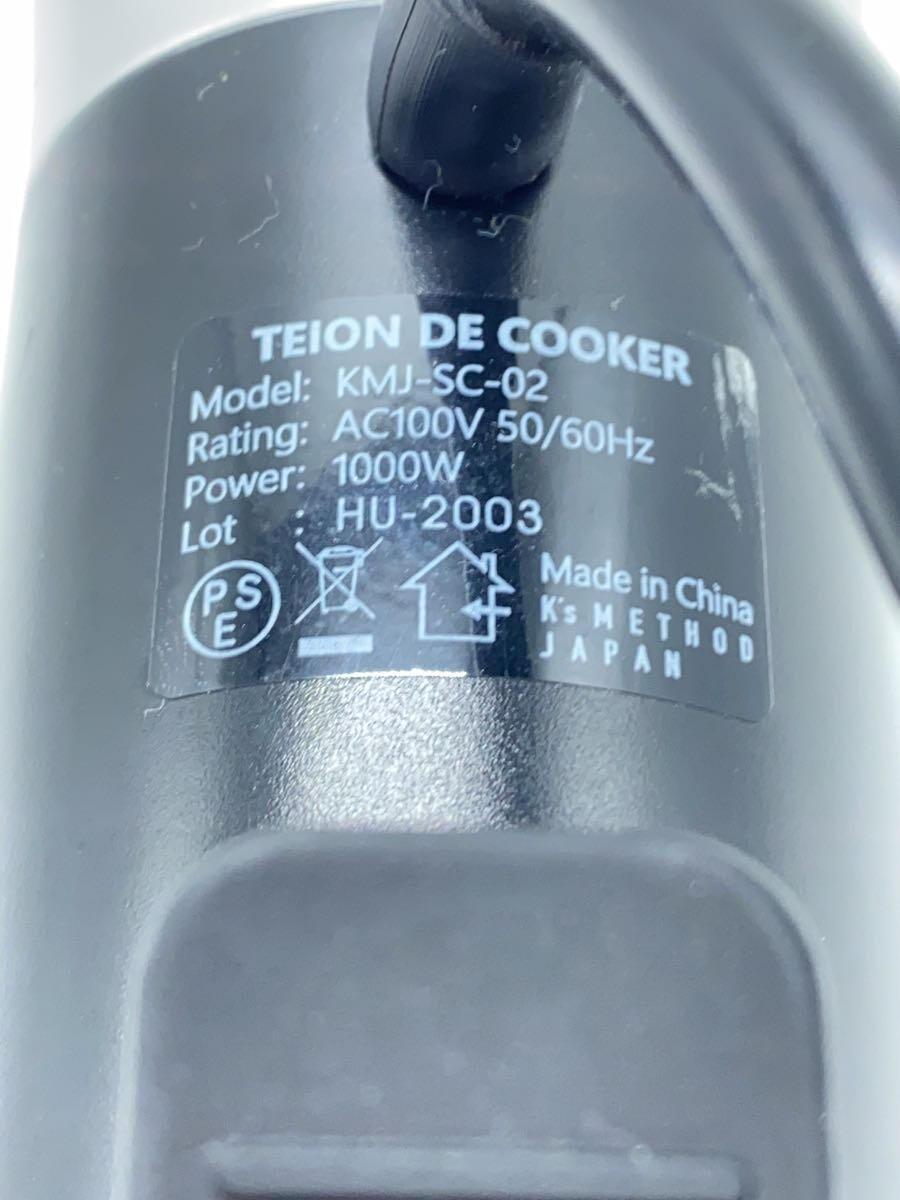 TEION DE COOKER
Model: KMJ-SC-02
Rating: AC100V 50/60Hz
Power: 1000W
Lot : HU-2003
PSE
Made in China
K's METHOD
JAPAN